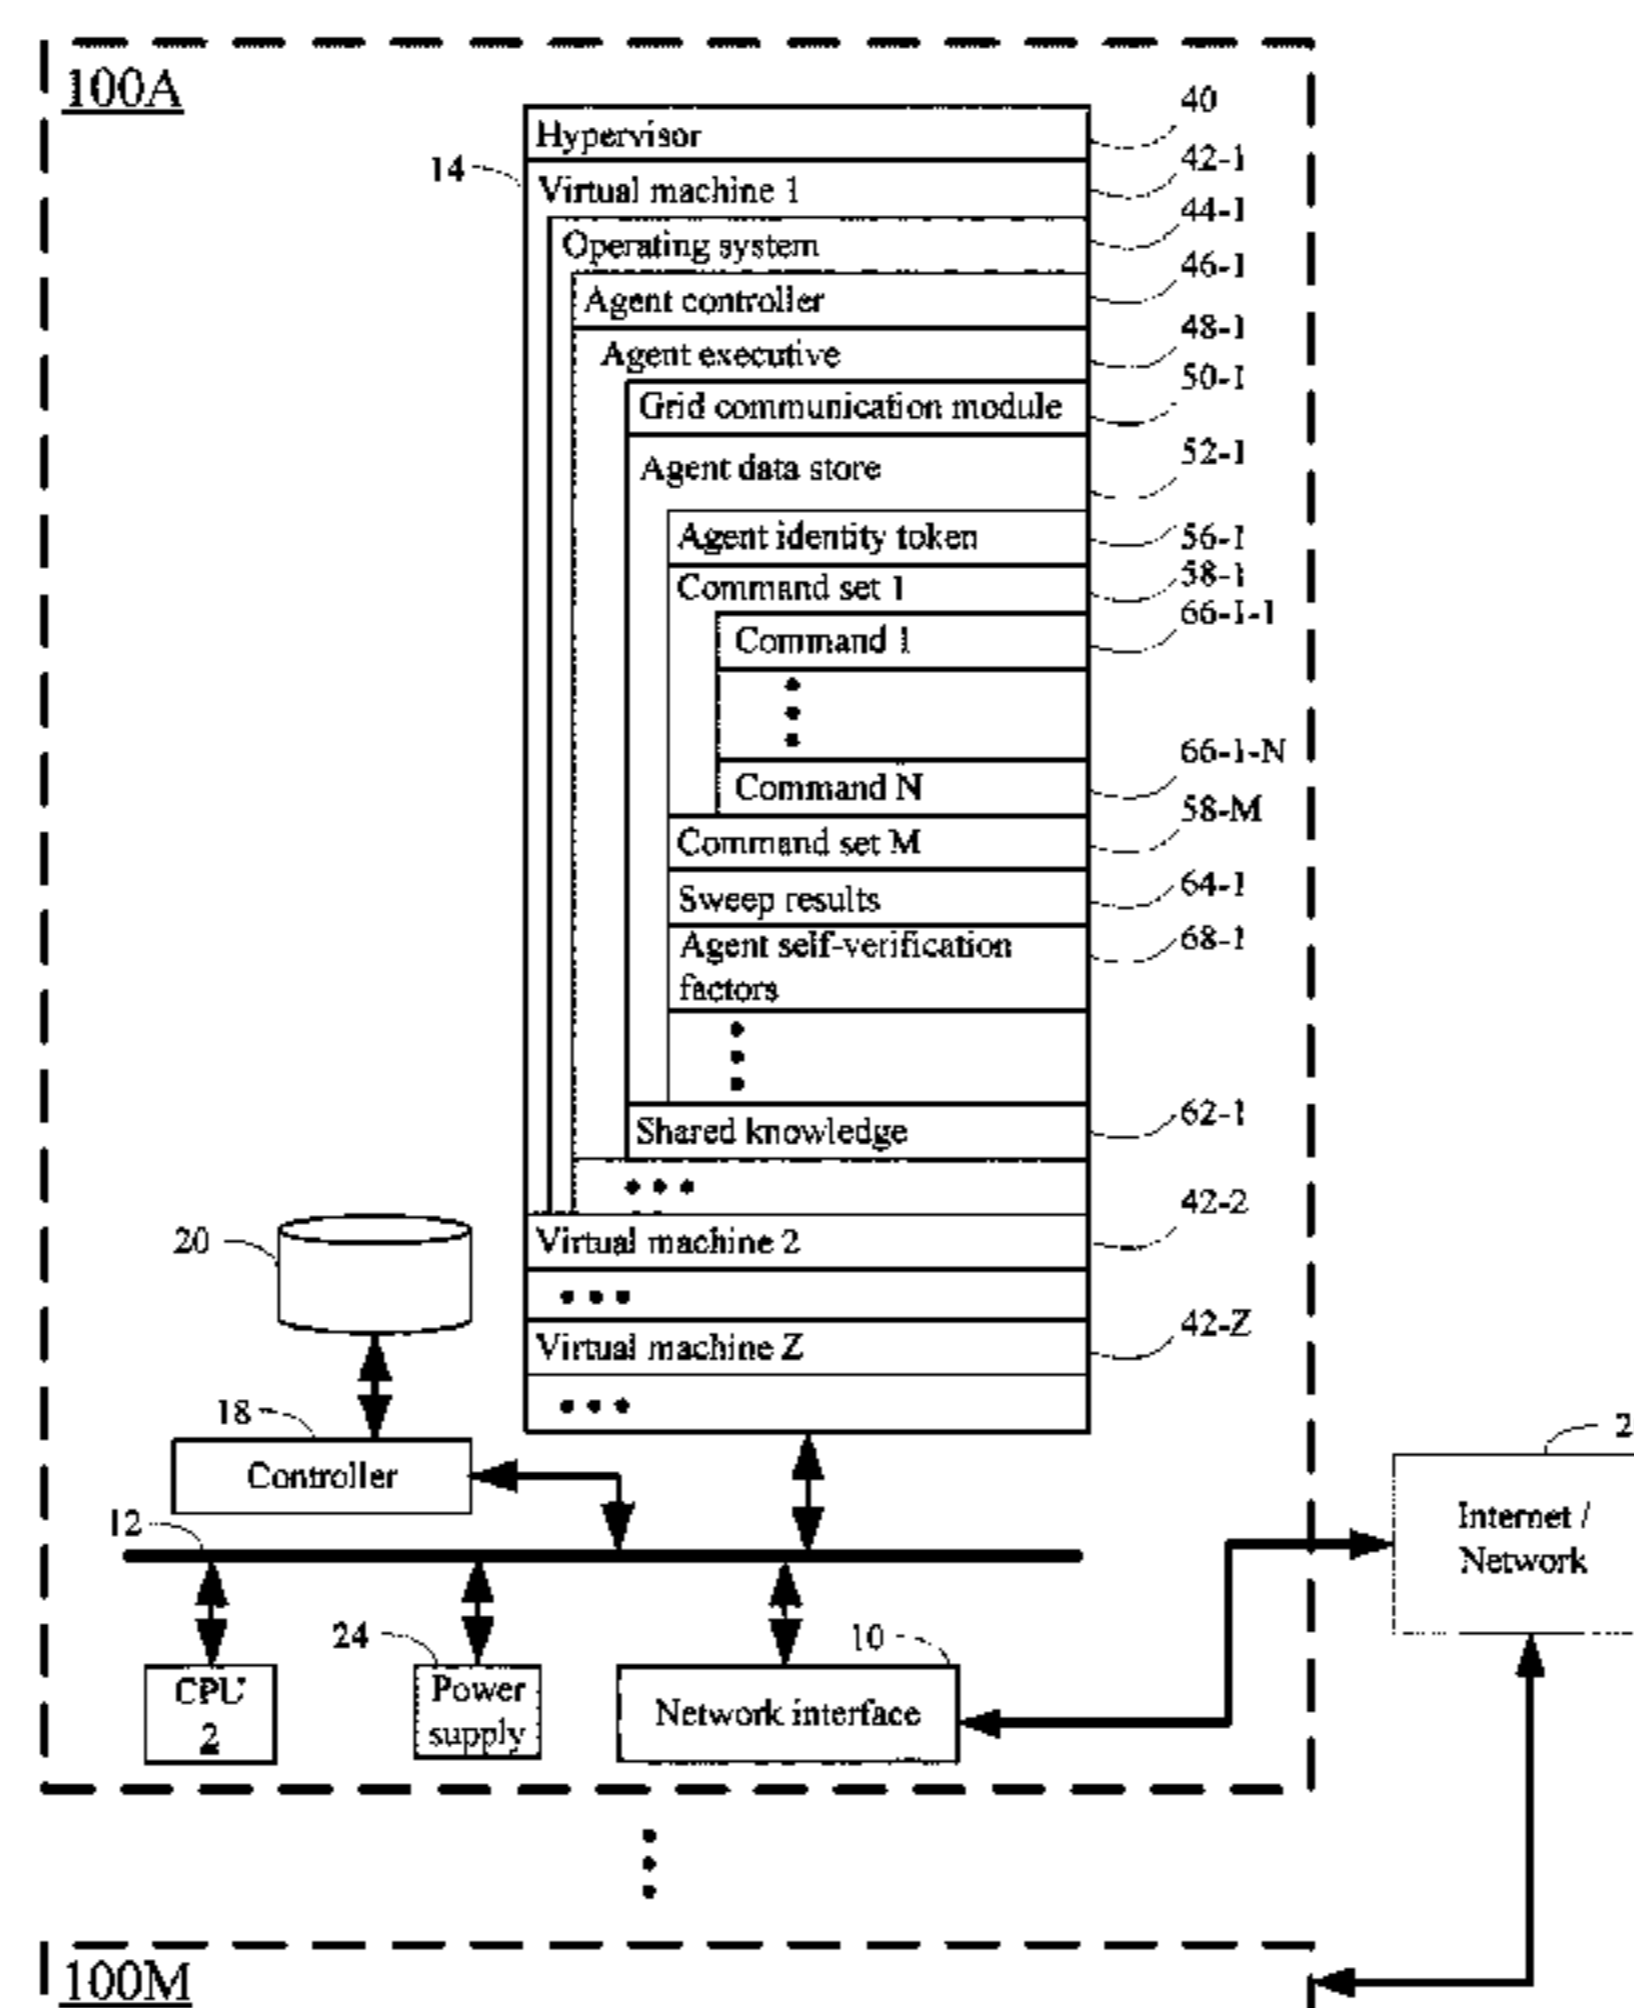 100A
40
Hypervisor
14
42-1
Virtual machine 1
44-1
Operating system
46-1
Agent controller
48-1
Agent executive
50-1
Grid communication module
52-1
Agent data store
56-1
Agent identity token
58-1
Command set 1
66-1-1
Command 1
66-1-N
Command N
58-M
Command set M
64-1
Sweep results
68-1
Agent self-verification
factors
62-1
Shared knowledge
42-2
20
Virtual machine 2
42-Z
Virtual machine Z
18
Controller
2
Internet /
Network
12
24
10
CPU
2
Power
supply
Network interface
100M